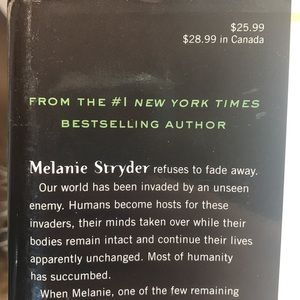 $25.99
$28.99 in Canada
FROM THE #1 NEW YORK TIMES
BESTSELLING AUTHOR
Melanie Stryder refuses to fade away.
Our world has been invaded by an unseen
enemy. Humans become hosts for these
invaders, their minds taken over while their
bodies remain intact and continue their lives
apparently unchanged. Most of humanity
has succumbed.
When Melanie, one of the few remaining